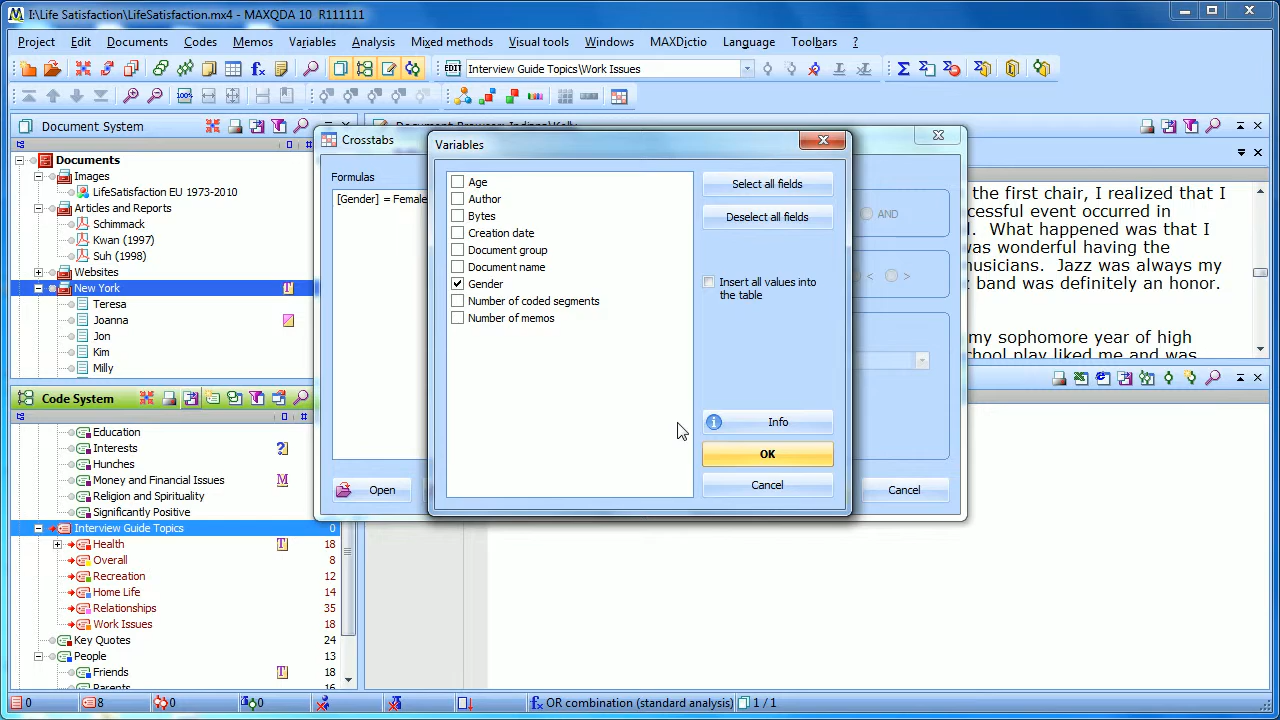 I:\Life Satisfaction\LifeSatisfaction.mx4 - MAXQDA 10 R111111
Project Edit Documents Codes Memos Variables Analysis Mixed methods Visual tools Windows MAXDictio Language Toolbars ?
EDIT Interview Guide Topics\Work Issues
100%
Document System
Documents
Images
LifeSatisfaction EU 1973-2010
Articles and Reports
Schimmack
Kwan (1997)
Suh (1998)
Websites
New York
Teresa
Joanna
Jon
Kim
Milly
Code System
Education
Interests
Hunches
Money and Financial Issues
Religion and Spirituality
Significantly Positive
Interview Guide Topics 0
Health 18
Overall 8
Recreation 12
Home Life 14
Relationships 35
Work Issues 18
Key Quotes 24
People 13
Friends 18
Crosstabs
Formulas
[Gender] = Female
AND
< >
Open
Cancel
Variables
Age
Author
Bytes
Creation date
Document group
Document name
Gender
Number of coded segments
Number of memos
Select all fields
Deselect all fields
Insert all values into
the table
Info
OK
Cancel
the first chair, I realized that I
cessful event occurred in
l. What happened was that I
was wonderful having the
musicians. Jazz was always my
band was definitely an honor.
my sophomore year of high
school play liked me and was
0 8 0 0 OR combination (standard analysis) 1 / 1